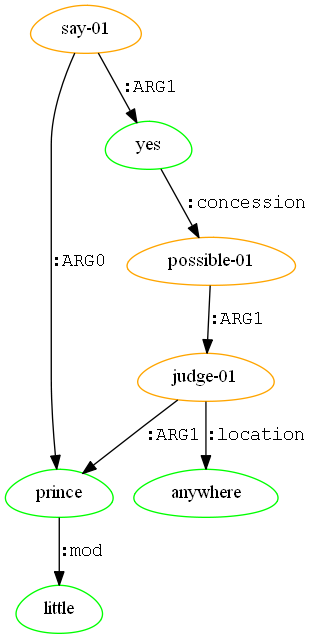 say-01
:ARG1
yes
:concession
possible-01
:ARG0
:ARG1
judge-01
:ARG1 :location
prince
anywhere
:mod
little